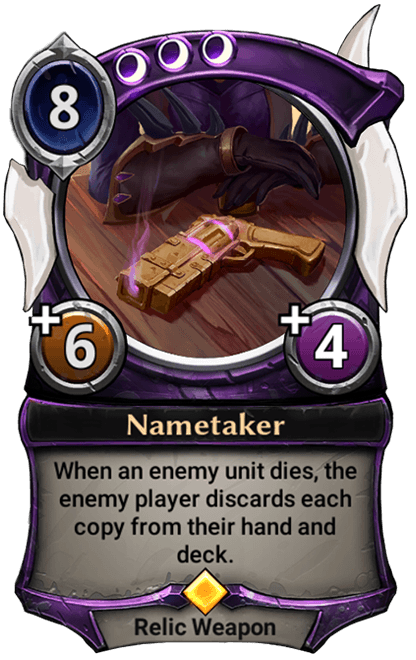 8
+6
+4
Nametaker
When an enemy unit dies, the
enemy player discards each
copy from their hand and
deck.
Relic Weapon